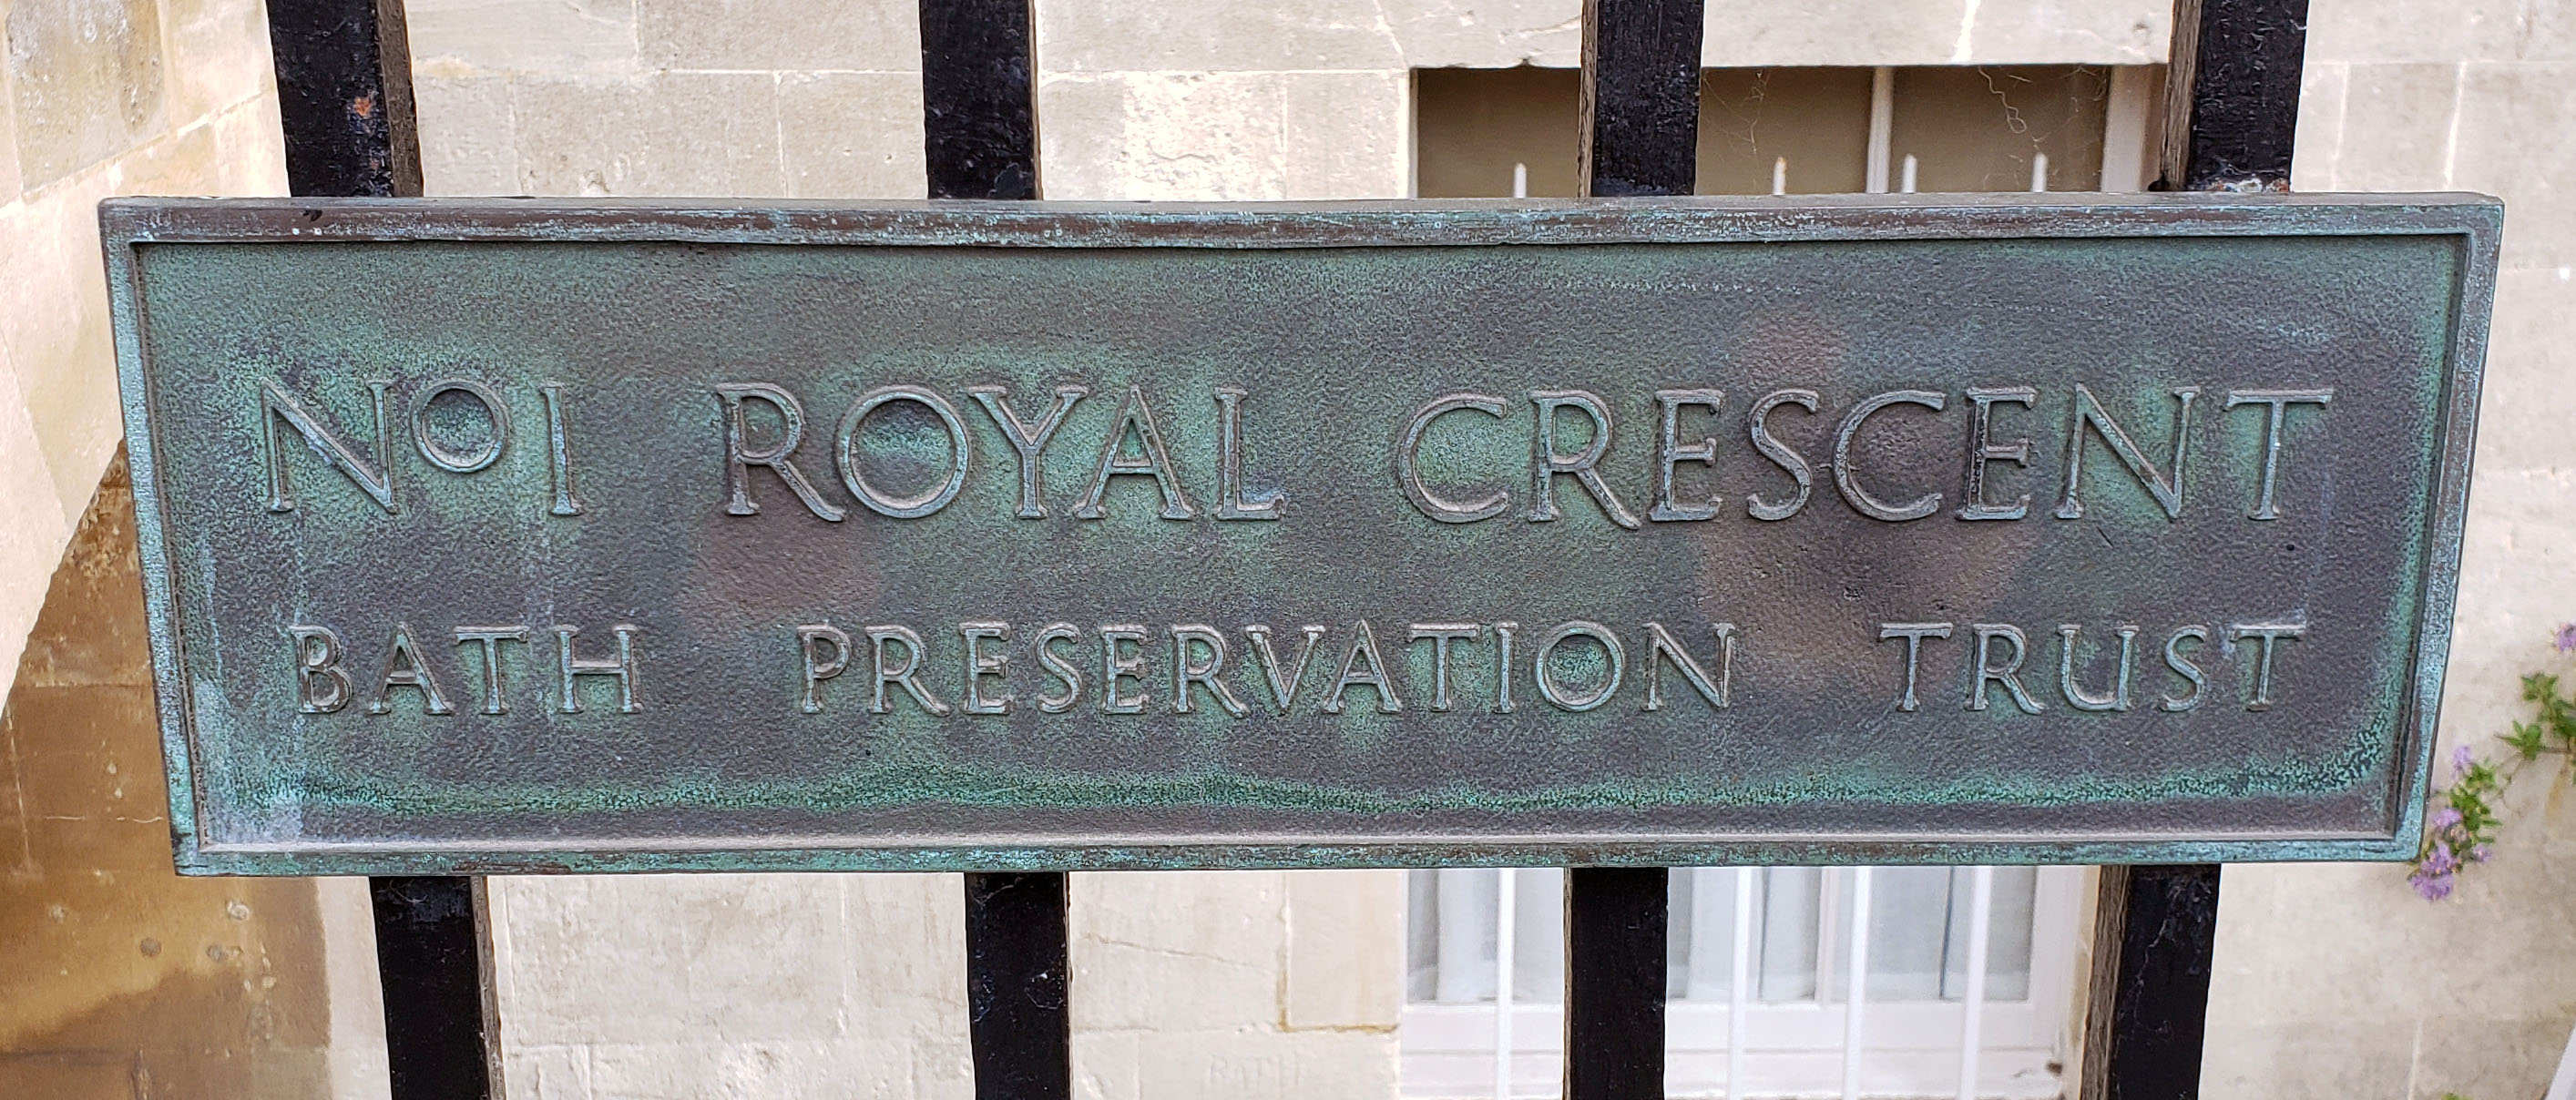 No1 ROYAL CRESCENT
BATH PRESERVATION TRUST